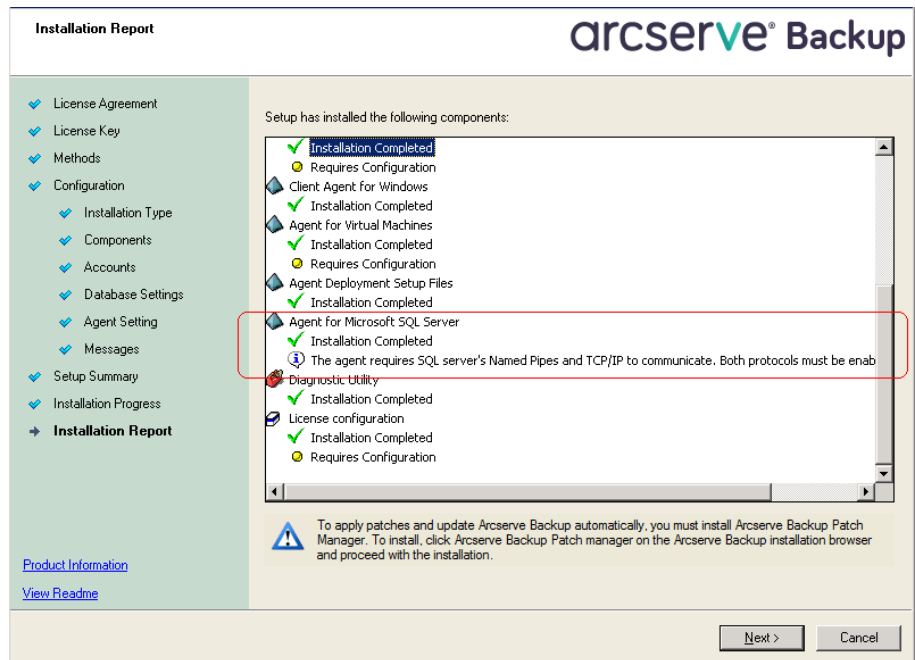 Installation Report
arcserve® Backup
License Agreement
License Key
Methods
Configuration
Installation Type
Components
Accounts
Database Settings
Agent Setting
Messages
Setup Summary
Installation Progress
Installation Report
Product Information
View Readme
Setup has installed the following components:
Installation Completed
Requires Configuration
Client Agent for Windows
Installation Completed
Agent for Virtual Machines
Installation Completed
Requires Configuration
Agent Deployment Setup Files
Installation Completed
Agent for Microsoft SQL Server
Installation Completed
The agent requires SQL server's Named Pipes and TCP/IP to communicate. Both protocols must be enab
Diagnostic Utility
Installation Completed
License configuration
Installation Completed
Requires Configuration
To apply patches and update Arcserve Backup automatically, you must install Arcserve Backup Patch
Manager. To install, click Arcserve Backup Patch manager on the Arcserve Backup installation browser
and proceed with the installation.
Next >
Cancel